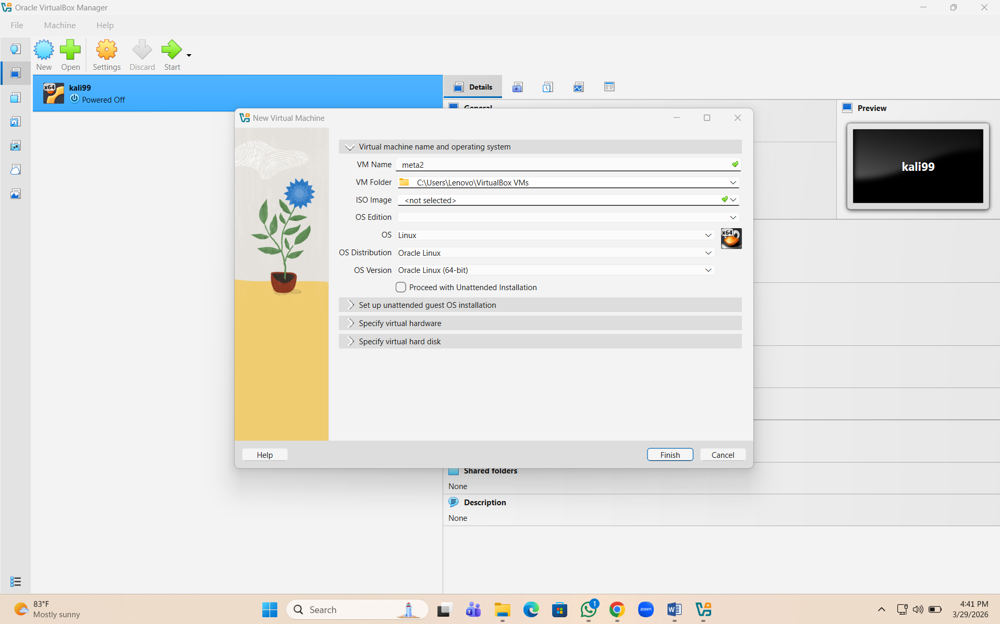 Oracle VirtualBox Manager
File Machine Help
New Open Settings Discard Start
x64 kali99
Powered Off
Details
General
Preview
kali99
New Virtual Machine
Virtual machine name and operating system
VM Name meta2
VM Folder C:\Users\Lenovo\VirtualBox VMs
ISO Image <not selected>
OS Edition
OS Linux
x64
OS Distribution Oracle Linux
OS Version Oracle Linux (64-bit)
Proceed with Unattended Installation
Set up unattended guest OS installation
Specify virtual hardware
Specify virtual hard disk
Help Finish Cancel
Shared folders
None
Description
None
83°F
Mostly sunny
Search
zoom
1
4:41 PM
3/29/2026